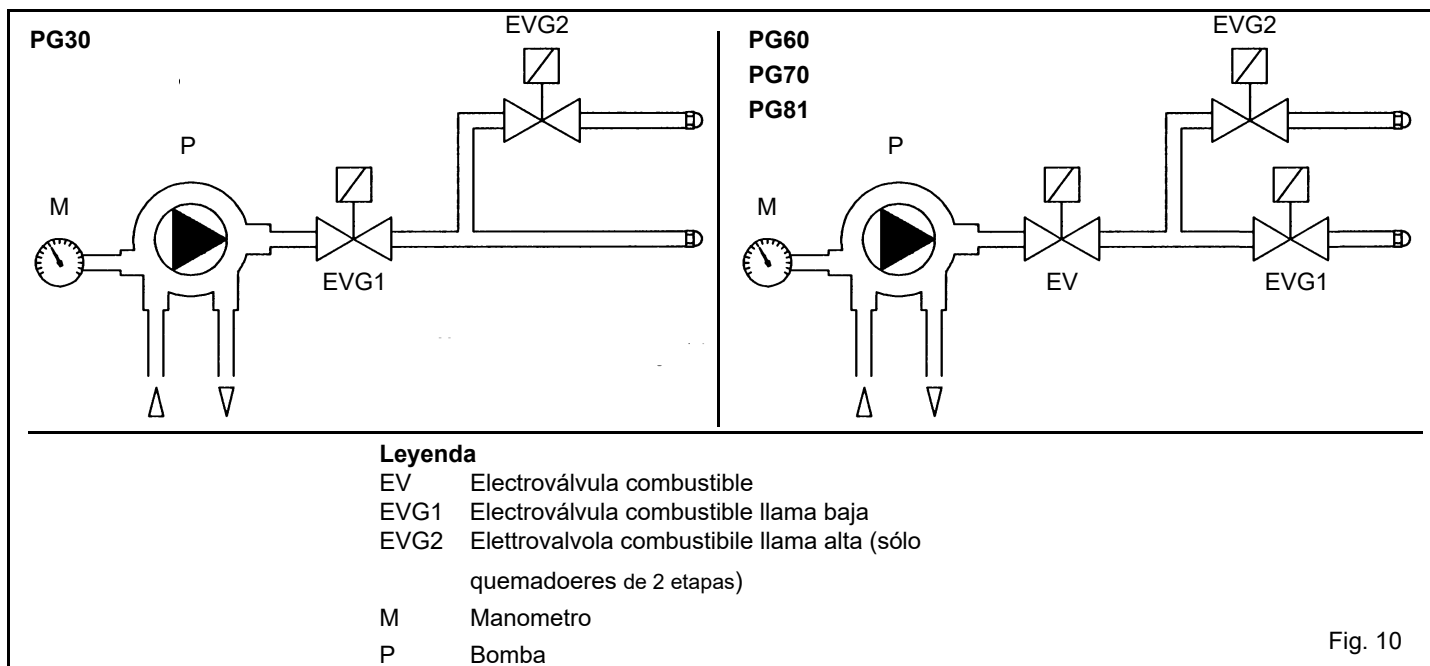 PG30
EVG2
P
M
EVG1
PG60
PG70
PG81
EVG2
P
M
EV
EVG1
Leyenda
EV Electroválvula combustible
EVG1 Electroválvula combustible llama baja
EVG2 Elettrovalvola combustibile llama alta (sólo
quemadoeres de 2 etapas)
M Manometro
P Bomba
Fig. 10